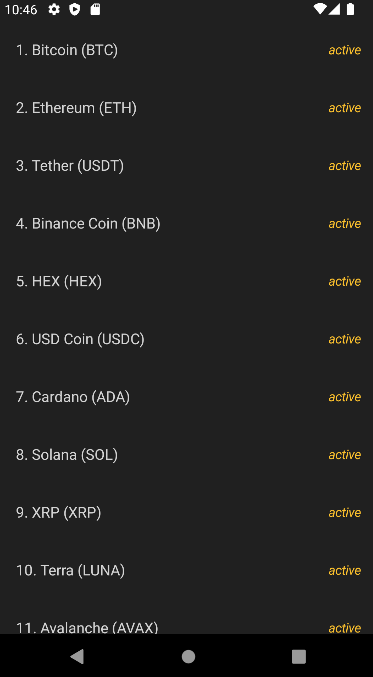 10:46
1. Bitcoin (BTC) active
2. Ethereum (ETH) active
3. Tether (USDT) active
4. Binance Coin (BNB) active
5. HEX (HEX) active
6. USD Coin (USDC) active
7. Cardano (ADA) active
8. Solana (SOL) active
9. XRP (XRP) active
10. Terra (LUNA) active
11. Avalanche (AVAX) active